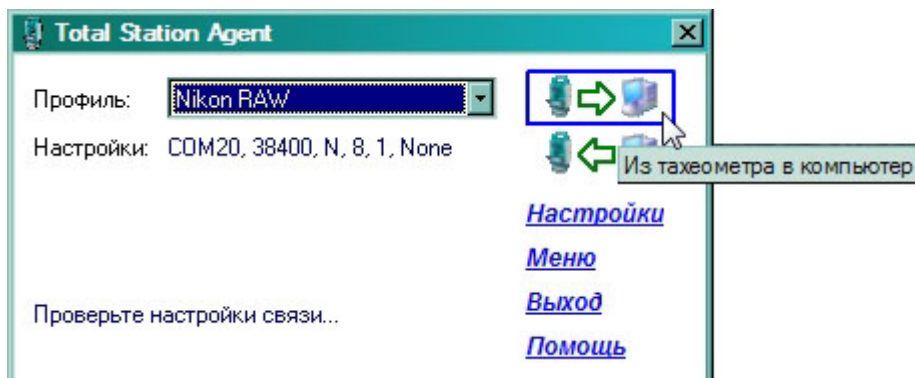 Total Station Agent
Профиль: Nikon RAW
Настройки: COM20, 38400, N, 8, 1, None
Из тахеометра в компьютер
Настройки
Меню
Выход
Проверьте настройки связи...
Помощь